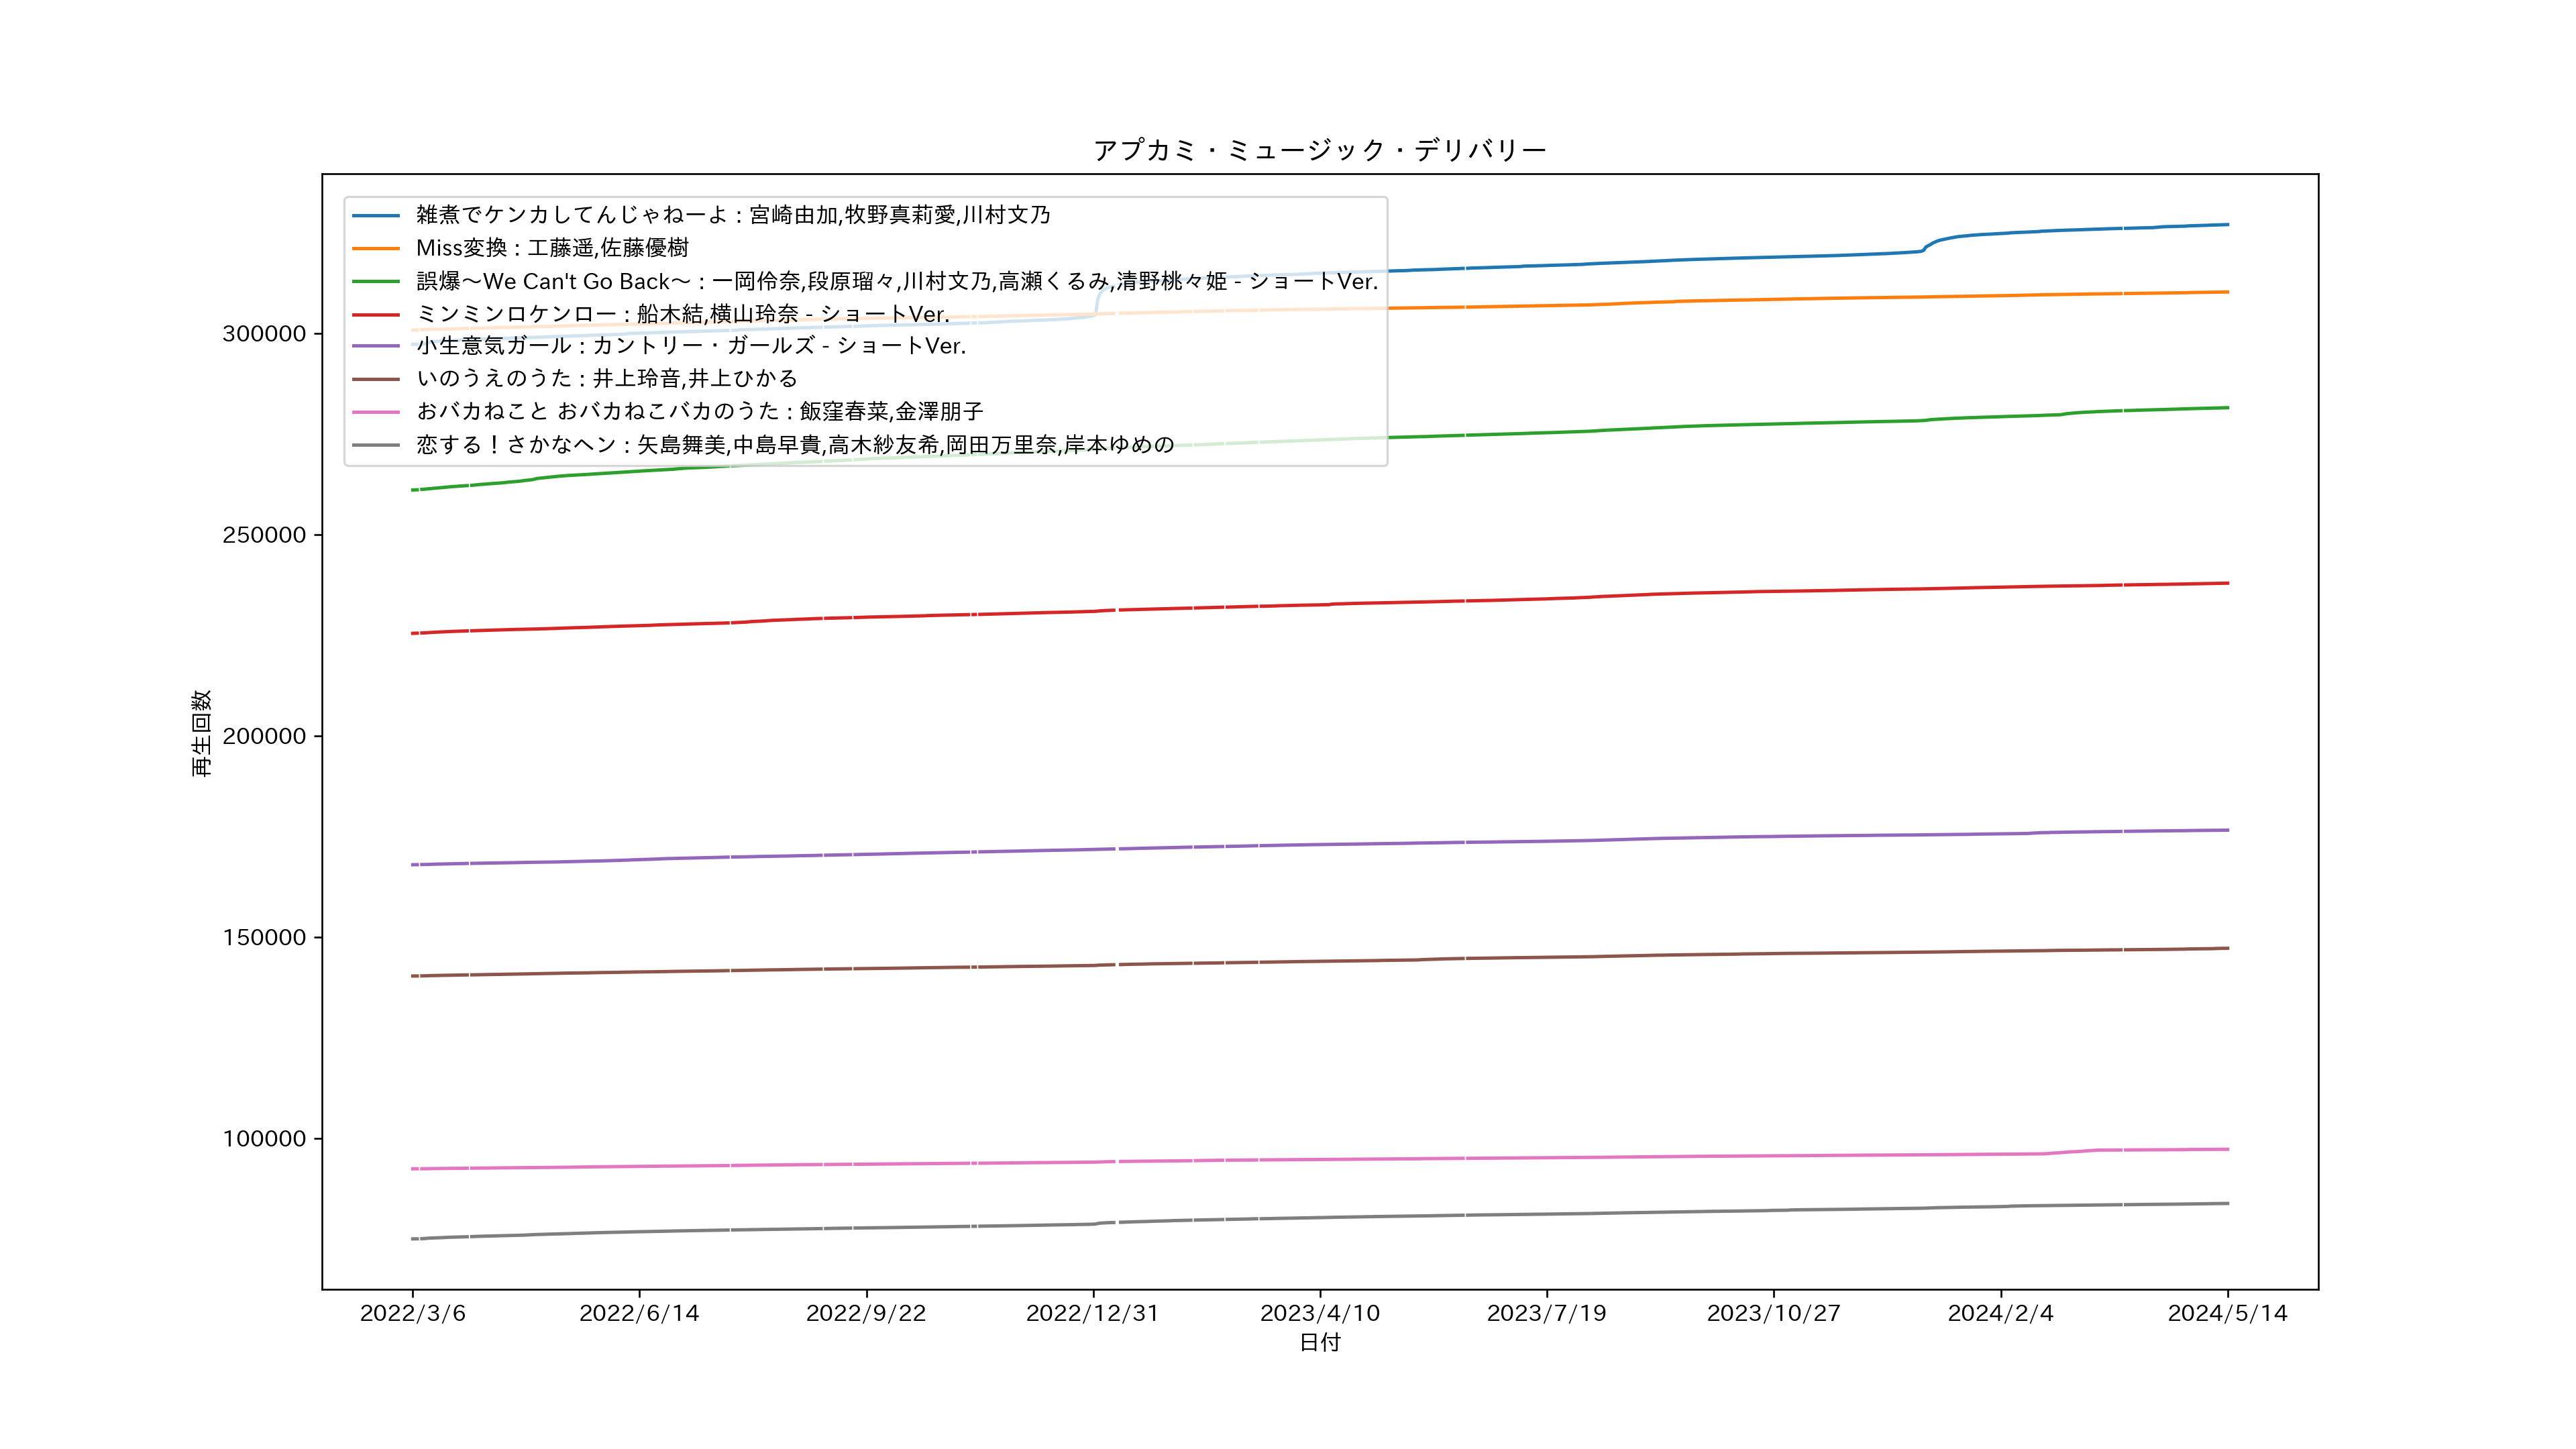 アプカミ・ミュージック・デリバリー
雑煮でケンカしてんじゃねーよ : 宮崎由加,牧野真莉愛,川村文乃
Miss変換 : 工藤遥,佐藤優樹
誤爆～We Can't Go Back～ : 一岡伶奈,段原瑠々,川村文乃,高瀬くるみ,清野桃々姫 - ショートVer.
ミンミンロケンロー : 船木結,横山玲奈 - ショートVer.
小生意気ガール : カントリー・ガールズ - ショートVer.
いのうえのうた : 井上玲音,井上ひかる
おバカねこと おバカねこバカのうた : 飯窪春菜,金澤朋子
恋する！さかなヘン : 矢島舞美,中島早貴,高木紗友希,岡田万里奈,岸本ゆめの
再生回数
300000
250000
200000
150000
100000
2022/3/6
2022/6/14
2022/9/22
2022/12/31
2023/4/10
2023/7/19
2023/10/27
2024/2/4
2024/5/14
日付